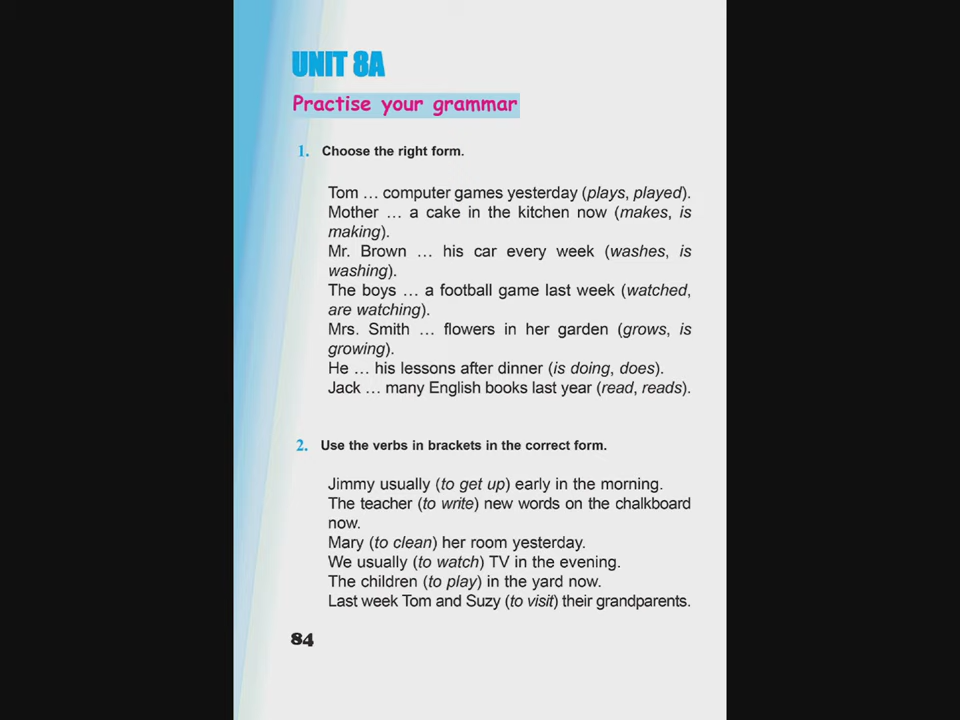 UNIT 8A
Practise your grammar
1. Choose the right form.
Tom … computer games yesterday (plays, played).
Mother … a cake in the kitchen now (makes, is
making).
Mr. Brown … his car every week (washes, is
washing).
The boys … a football game last week (watched,
are watching).
Mrs. Smith … flowers in her garden (grows, is
growing).
He … his lessons after dinner (is doing, does).
Jack … many English books last year (read, reads).
2. Use the verbs in brackets in the correct form.
Jimmy usually (to get up) early in the morning.
The teacher (to write) new words on the chalkboard
now.
Mary (to clean) her room yesterday.
We usually (to watch) TV in the evening.
The children (to play) in the yard now.
Last week Tom and Suzy (to visit) their grandparents.
84